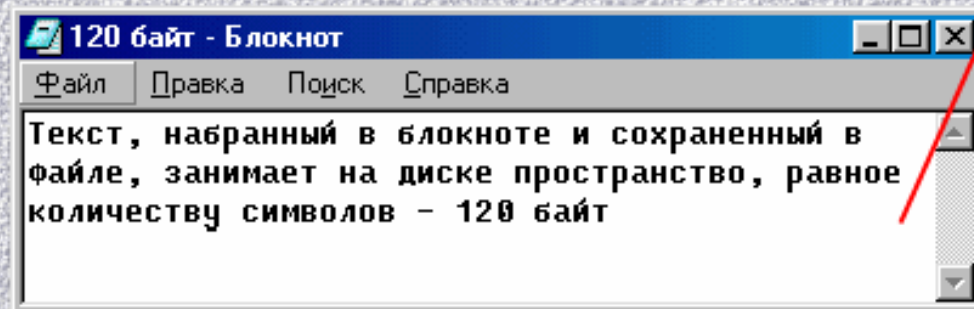 120 байт - Блокнот
Файл Правка Поиск Справка
Текст, набранный в блокноте и сохраненный в
файле, занимает на диске пространство, равное
количеству символов - 120 байт